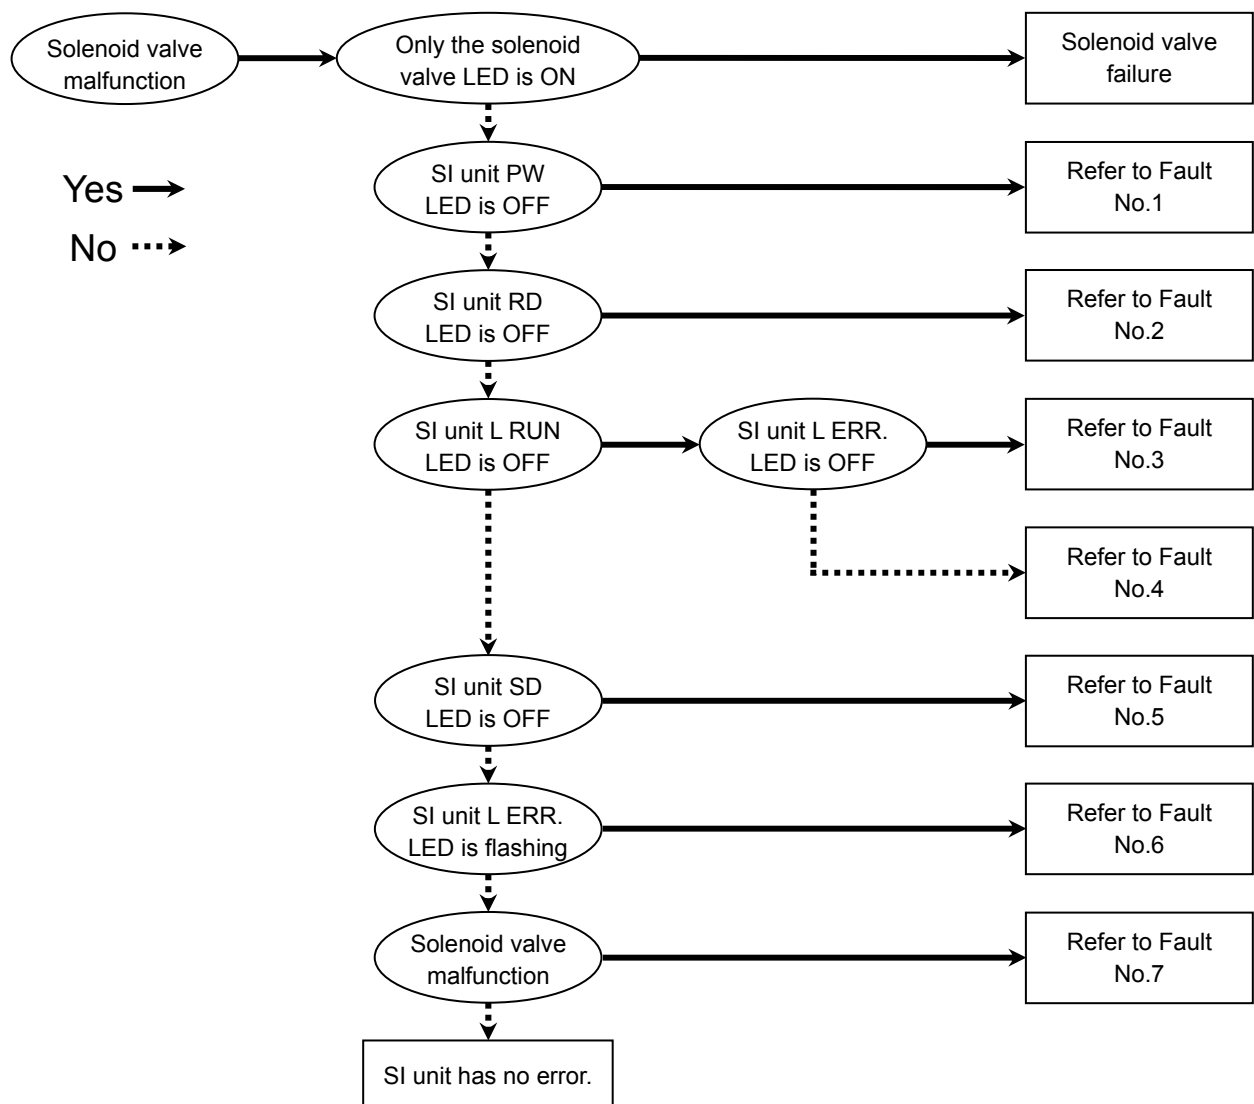 Solenoid valve
malfunction
Only the solenoid
valve LED is ON
Solenoid valve
failure
Yes
No
SI unit PW
LED is OFF
Refer to Fault
No.1
SI unit RD
LED is OFF
Refer to Fault
No.2
SI unit L RUN
LED is OFF
SI unit L ERR.
LED is OFF
Refer to Fault
No.3
Refer to Fault
No.4
SI unit SD
LED is OFF
Refer to Fault
No.5
SI unit L ERR.
LED is flashing
Refer to Fault
No.6
Solenoid valve
malfunction
Refer to Fault
No.7
SI unit has no error.